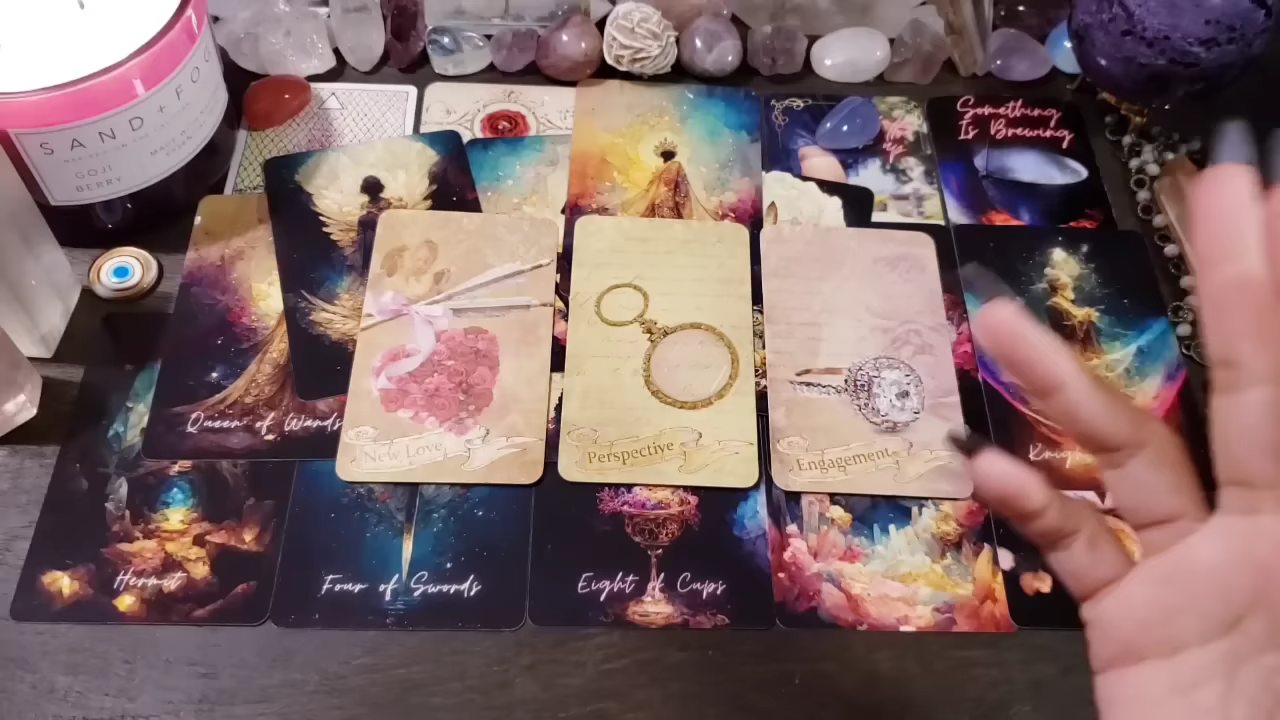 SAND + FOG
GOJI
BERRY
Something
Is Brewing
Queen of Wands
New Love
Perspective
Engagement
Hermit
Four of Swords
Eight of Cups